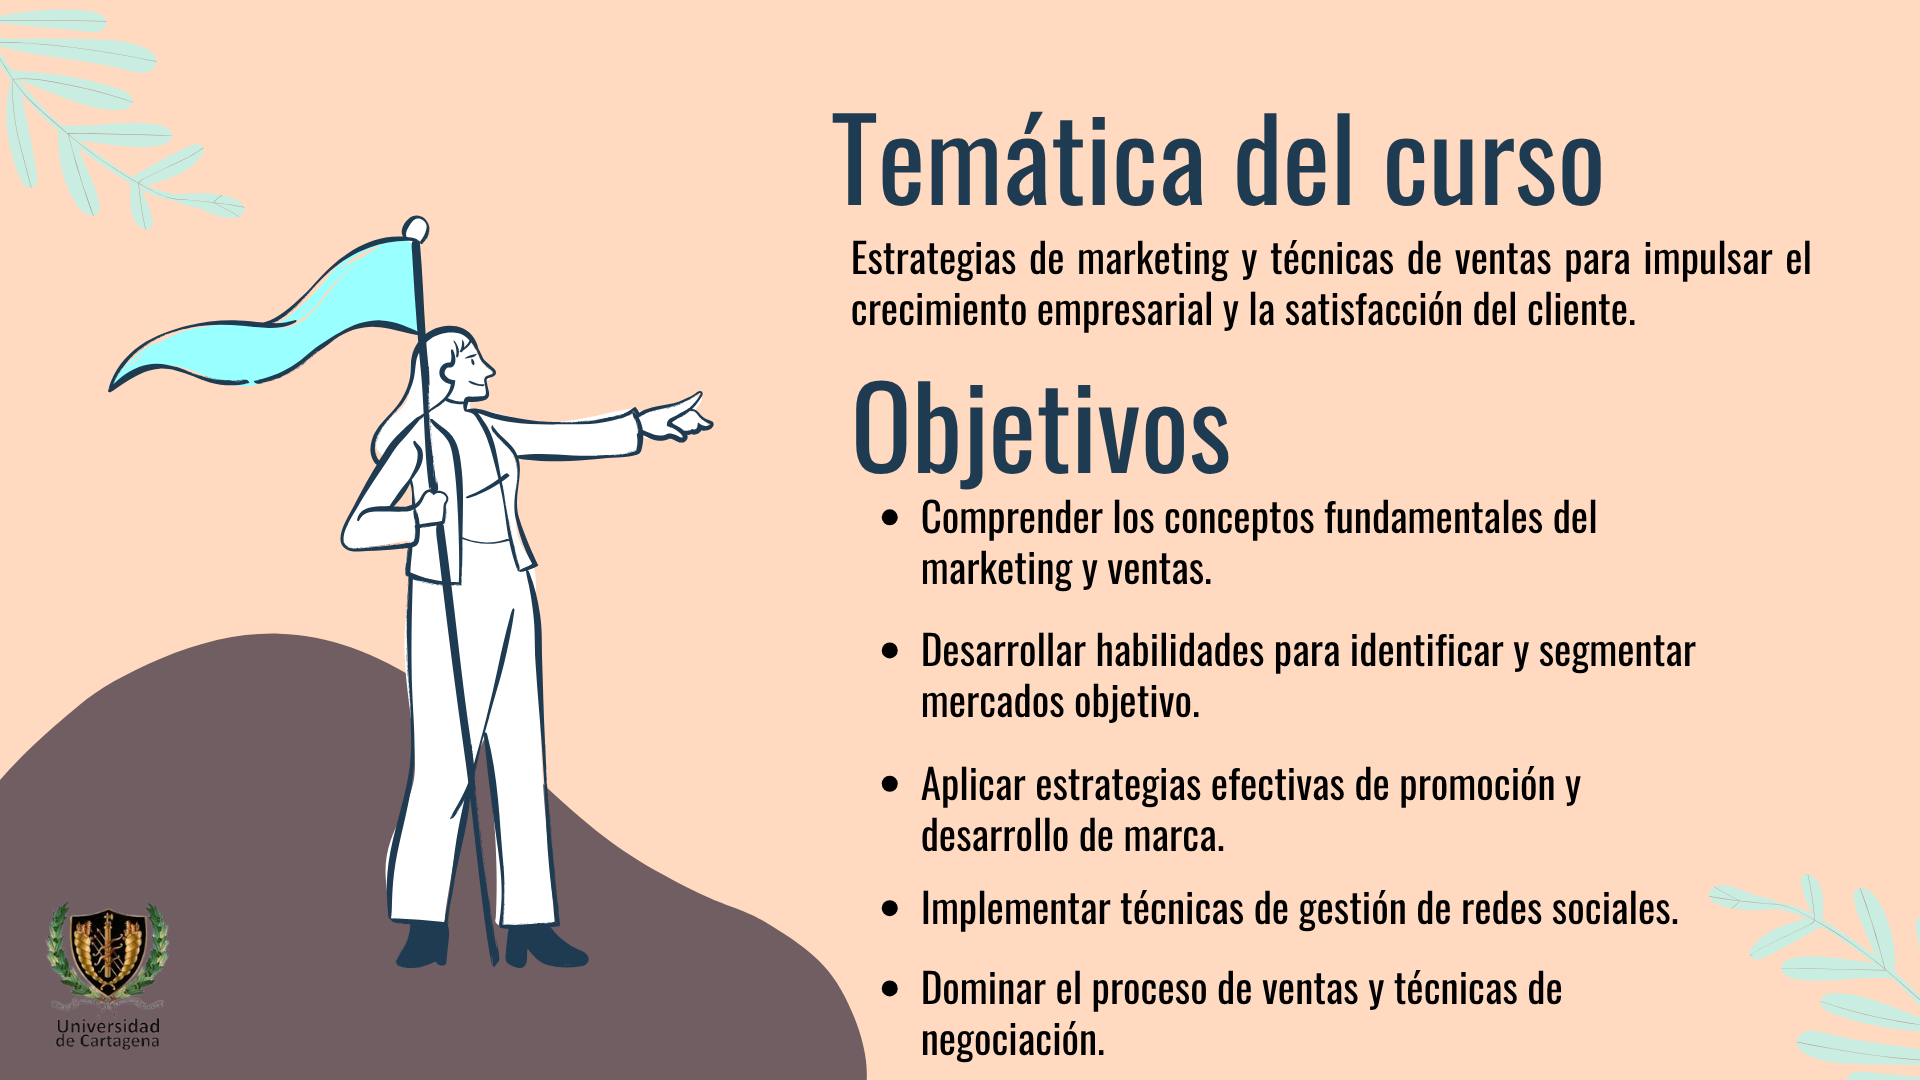 Temática del curso
Estrategias de marketing y técnicas de ventas para impulsar el
crecimiento empresarial y la satisfacción del cliente.
Objetivos
• Comprender los conceptos fundamentales del
marketing y ventas.
• Desarrollar habilidades para identificar y segmentar
mercados objetivo.
• Aplicar estrategias efectivas de promoción y
desarrollo de marca.
• Implementar técnicas de gestión de redes sociales.
• Dominar el proceso de ventas y técnicas de
negociación.
Universidad
de Cartagena